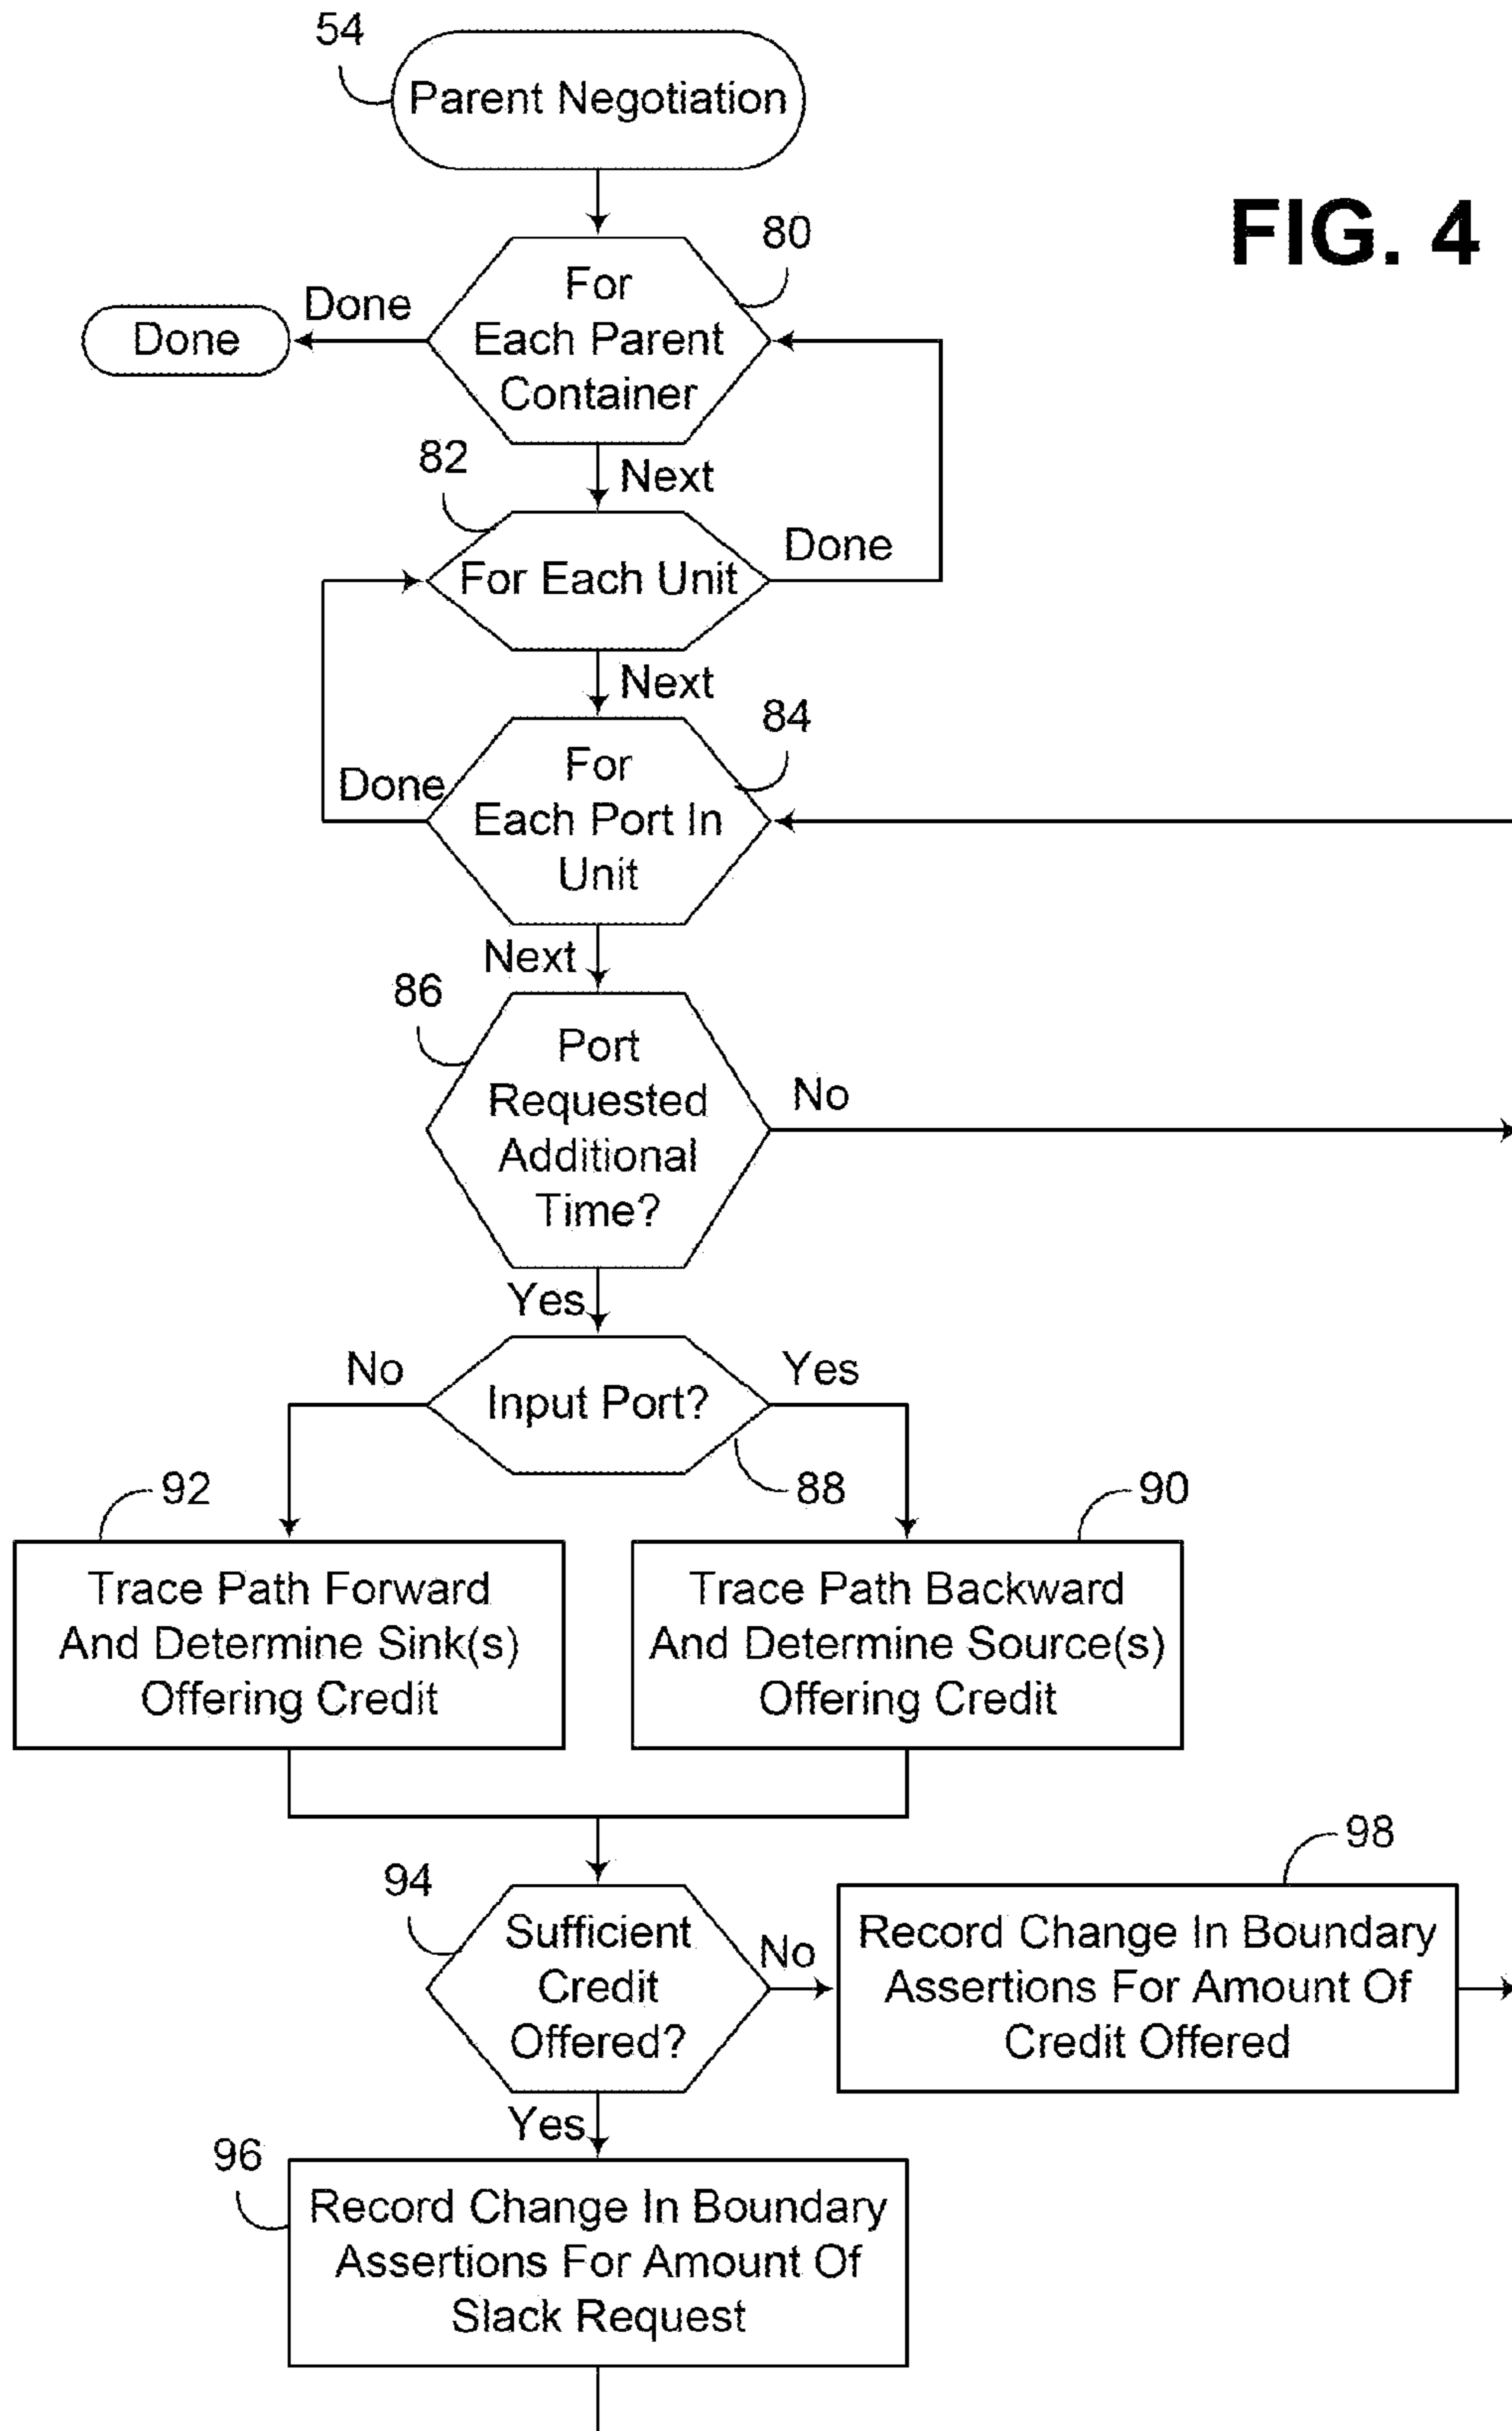 54
Parent Negotiation
FIG. 4
80
For
Each Parent
Container
Done
Done
82
Next
For Each Unit
Done
Next
84
For
Each Port In
Unit
Done
Next
86
Port
Requested
Additional
Time?
No
Yes
No
Input Port?
Yes
88
92
90
Trace Path Forward
And Determine Sink(s)
Offering Credit
Trace Path Backward
And Determine Source(s)
Offering Credit
94
98
Sufficient
Credit
Offered?
No
Record Change In Boundary
Assertions For Amount Of
Credit Offered
Yes
96
Record Change In Boundary
Assertions For Amount Of
Slack Request